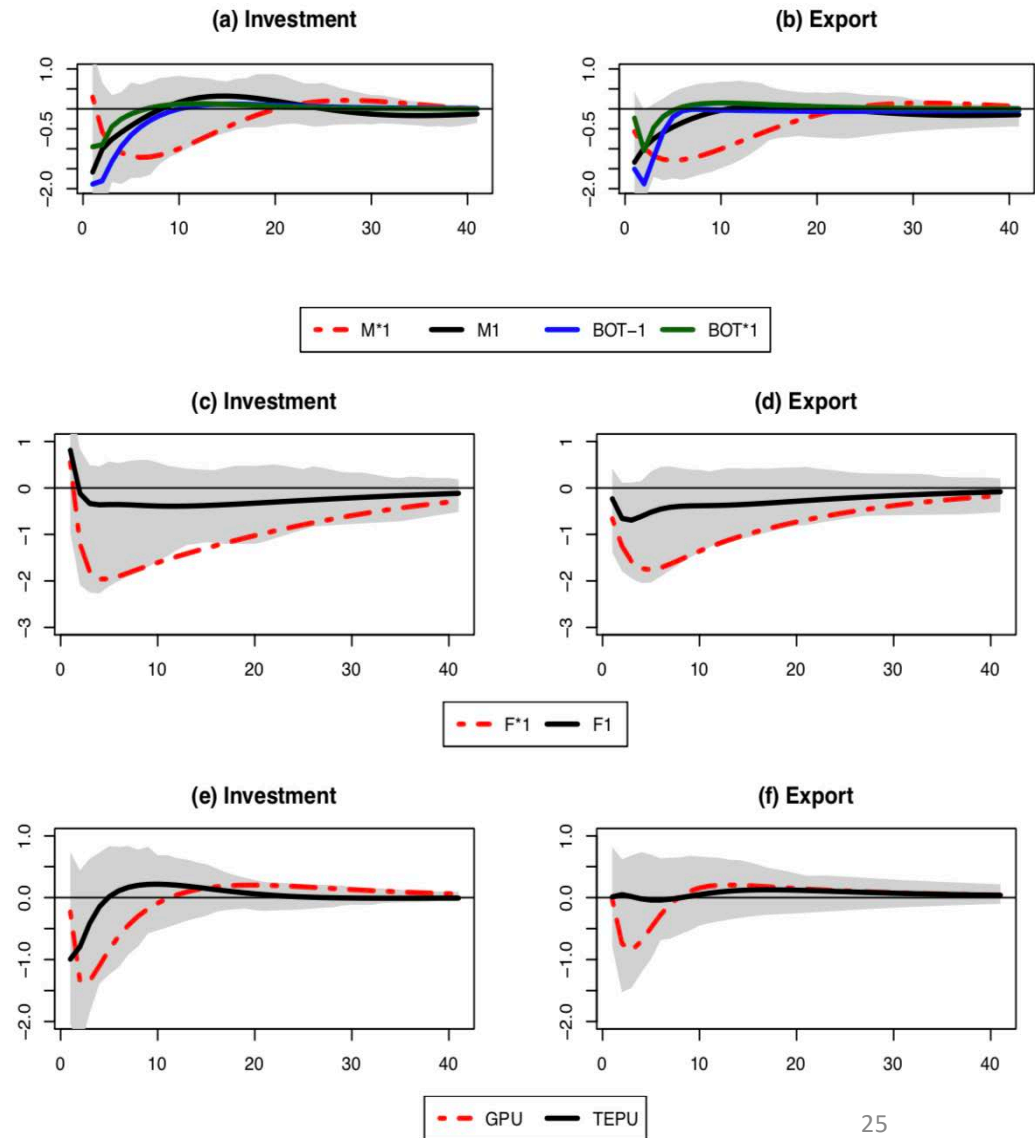 (a) Investment
(b) Export
1.0
−0.5
−2.0
0 10 20 30 40
1.0
−0.5
−2.0
0 10 20 30 40
M*1 M1 BOT−1 BOT*1
(c) Investment
(d) Export
1
0
−1
−2
−3
0 10 20 30 40
1
0
−1
−2
−3
0 10 20 30 40
F*1 F1
(e) Investment
(f) Export
1.0
0.0
−1.0
−2.0
0 10 20 30 40
1.0
0.0
−1.0
−2.0
0 10 20 30 40
GPU TEPU
25